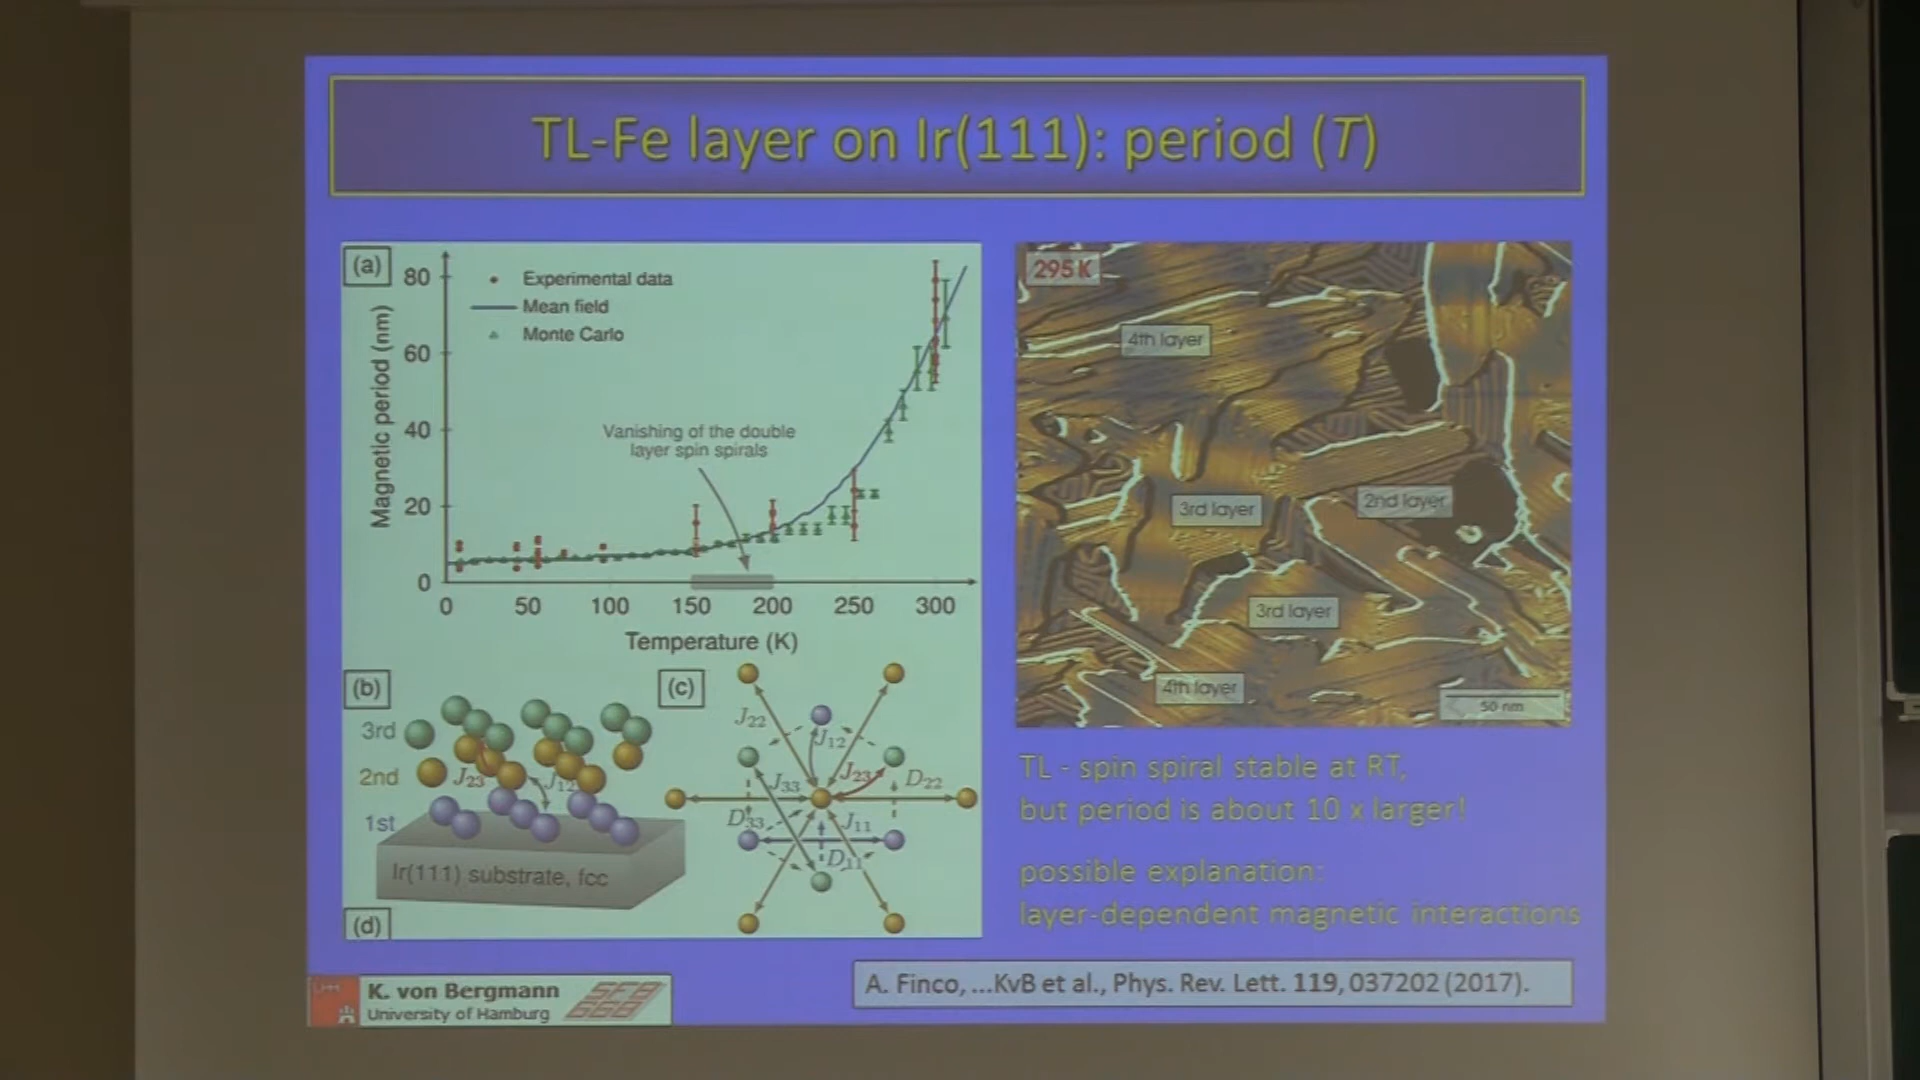 TL-Fe layer on Ir(111): period (T)
(a)
Magnetic period (nm)
80
60
40
20
0
Experimental data
Mean field
Monte Carlo
Vanishing of the double
layer spin spirals
0 50 100 150 200 250 300
Temperature (K)
(b)
3rd
2nd
1st
J23
J12
Ir(111) substrate, fcc
(c)
J22
J12
J33
J23
D22
D33
J11
D11
(d)
295 K
4th layer
3rd layer
2nd layer
3rd layer
4th layer
50 nm
TL - spin spiral stable at RT,
but period is about 10 x larger!
possible explanation:
layer-dependent magnetic interactions
K. von Bergmann
University of Hamburg
SFB
668
A. Finco, ...KvB et al., Phys. Rev. Lett. 119, 037202 (2017).